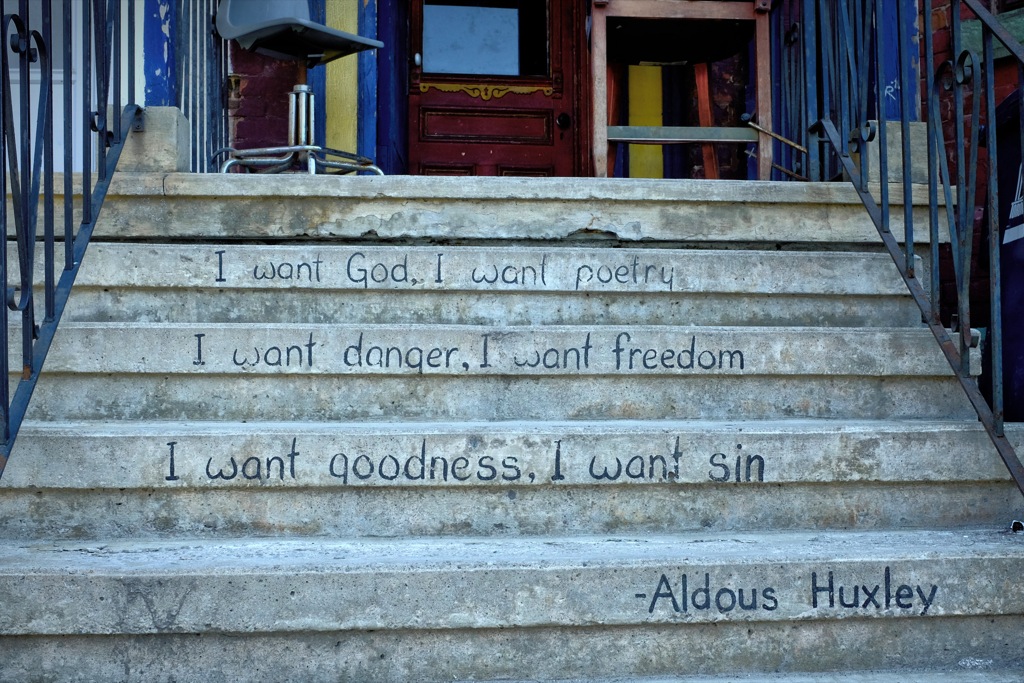 I want God, I want poetry
I want danger, I want freedom
I want goodness, I want sin
-Aldous Huxley